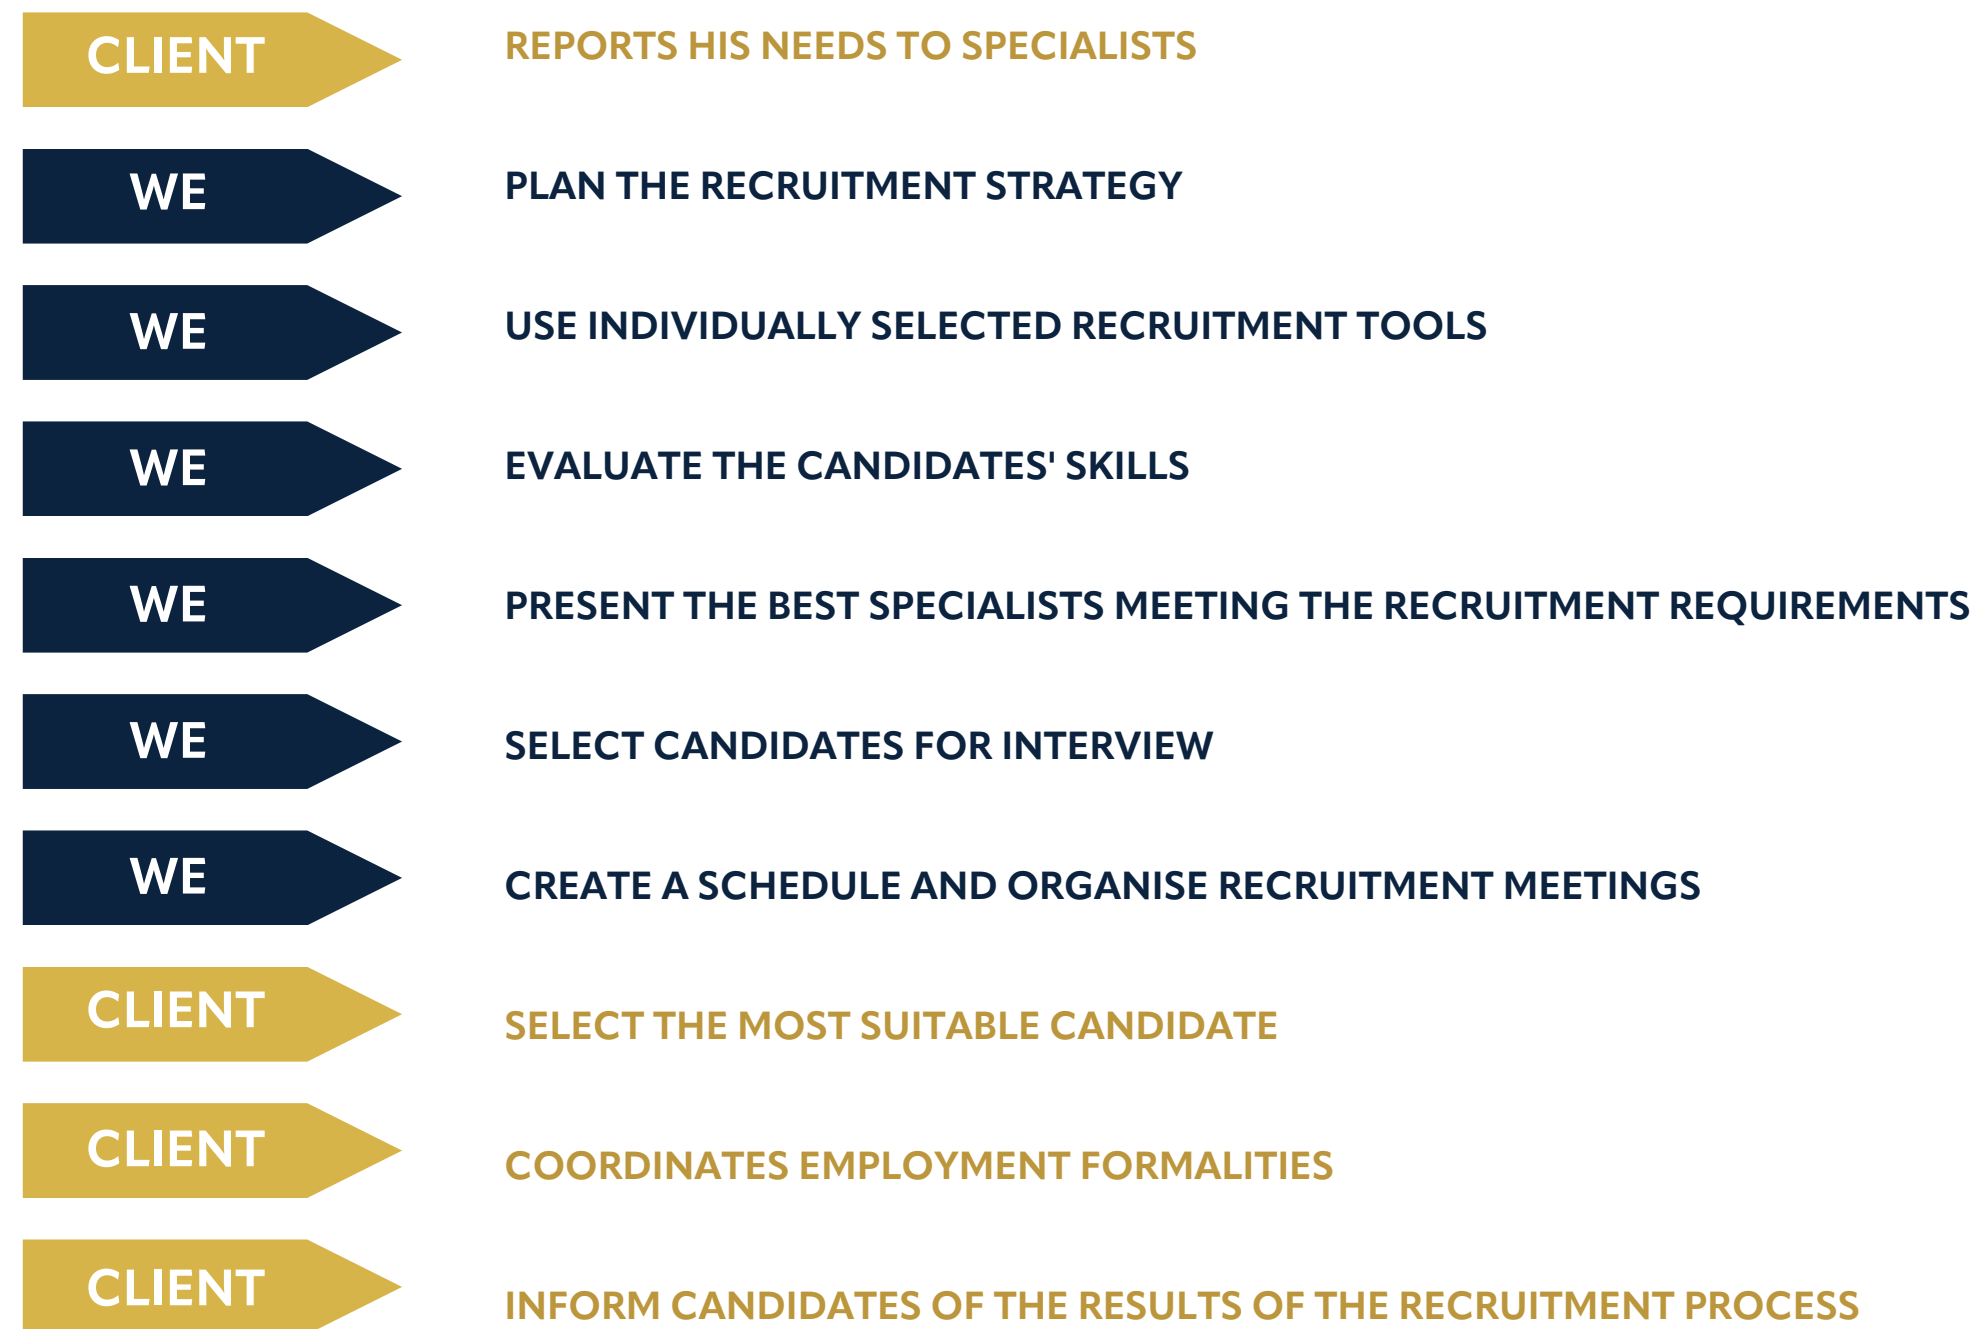 CLIENT
REPORTS HIS NEEDS TO SPECIALISTS
WE
PLAN THE RECRUITMENT STRATEGY
WE
USE INDIVIDUALLY SELECTED RECRUITMENT TOOLS
WE
EVALUATE THE CANDIDATES' SKILLS
WE
PRESENT THE BEST SPECIALISTS MEETING THE RECRUITMENT REQUIREMENTS
WE
SELECT CANDIDATES FOR INTERVIEW
WE
CREATE A SCHEDULE AND ORGANISE RECRUITMENT MEETINGS
CLIENT
SELECT THE MOST SUITABLE CANDIDATE
CLIENT
COORDINATES EMPLOYMENT FORMALITIES
CLIENT
INFORM CANDIDATES OF THE RESULTS OF THE RECRUITMENT PROCESS